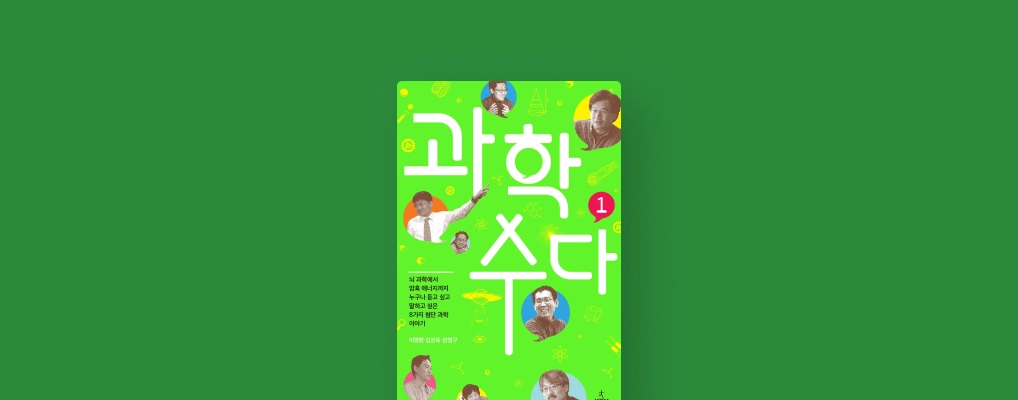 과학
수다
1
뇌 과학에서
암흑 에너지까지
누구나 듣고 싶고
말하고 싶은
8가지 첨단 과학
이야기